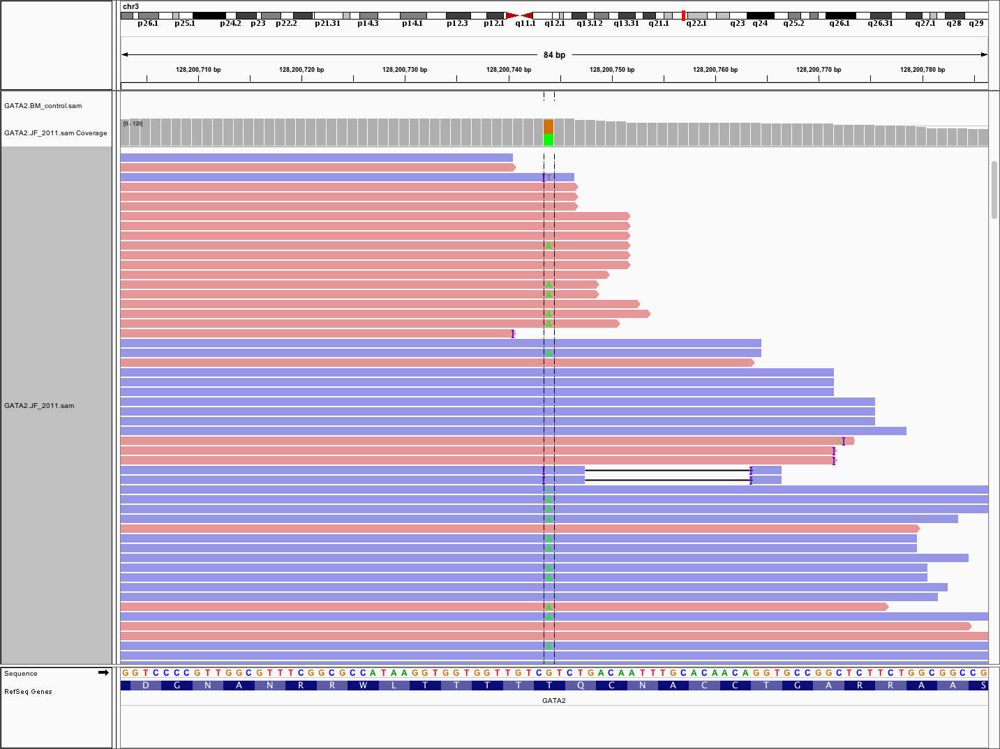 chr3
p26.1 p25.1 p24.2 p23 p22.2 p21.31 p14.3 p14.1 p12.3 p12.1 q11.1 q12.1 q13.12 q13.31 q21.1 q22.1 q23 q24 q25.2 q26.1 q26.31 q27.1 q28 q29
84 bp
128,200,710 bp 128,200,720 bp 128,200,730 bp 128,200,740 bp 128,200,750 bp 128,200,760 bp 128,200,770 bp 128,200,780 bp
GATA2.BM_control.sam
[0 - 128]
GATA2.JF_2011.sam Coverage
T
A
A
A
A
A
A
GATA2.JF_2011.sam
A
A
A
A
A
A
A
A
A
A
Sequence
G G T C C C C G T T G G C G T T T C G G C G C C A T A A G G T G G T G G T T G T C G T C T G A C A A T T T G C A C A A C A G G T G C C G G C T C T T C T G G C G G C C G
RefSeq Genes
D G N A N R R W L T T T T T Q C N A C C T G A R R A A S
GATA2